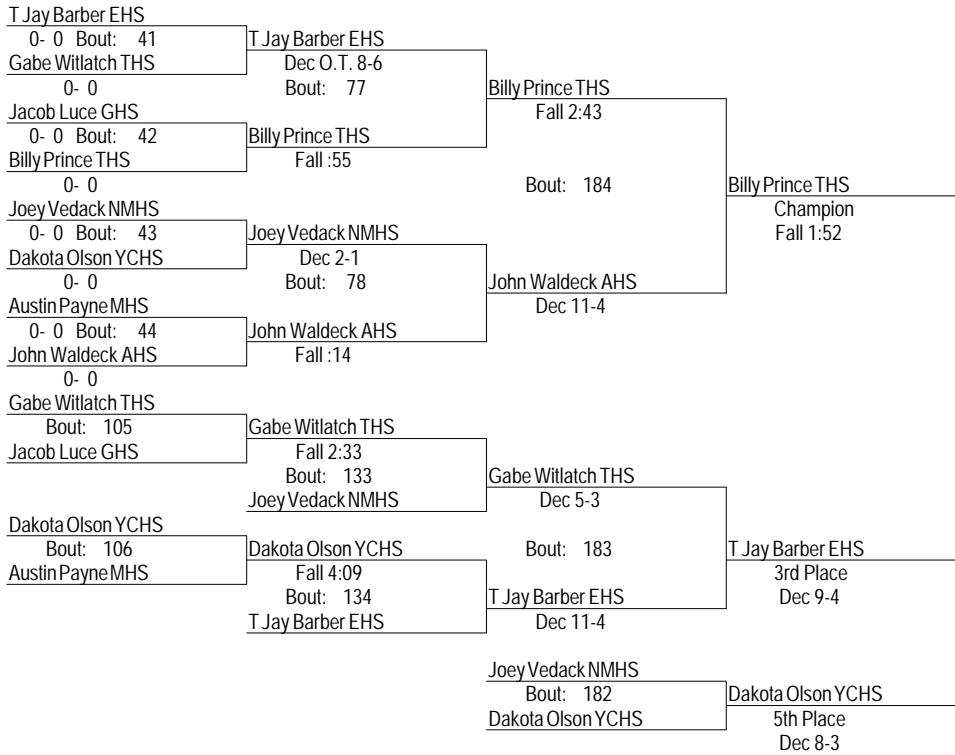 T Jay Barber EHS
0- 0 Bout: 41 T Jay Barber EHS
Gabe Witlatch THS Dec O.T. 8-6
0- 0 Bout: 77 Billy Prince THS
Jacob Luce GHS Fall 2:43
0- 0 Bout: 42 Billy Prince THS
Billy Prince THS Fall :55
0- 0 Bout: 184 Billy Prince THS
Joey Vedack NMHS Champion
0- 0 Bout: 43 Joey Vedack NMHS Fall 1:52
Dakota Olson YCHS Dec 2-1
0- 0 Bout: 78 John Waldeck AHS
Austin Payne MHS Dec 11-4
0- 0 Bout: 44 John Waldeck AHS
John Waldeck AHS Fall :14
0- 0
Gabe Witlatch THS
Bout: 105 Gabe Witlatch THS
Jacob Luce GHS Fall 2:33
Bout: 133 Gabe Witlatch THS
Joey Vedack NMHS Dec 5-3
Dakota Olson YCHS
Bout: 106 Dakota Olson YCHS Bout: 183 T Jay Barber EHS
Austin Payne MHS Fall 4:09 3rd Place
Bout: 134 T Jay Barber EHS Dec 9-4
T Jay Barber EHS Dec 11-4
Joey Vedack NMHS
Bout: 182 Dakota Olson YCHS
Dakota Olson YCHS 5th Place
Dec 8-3